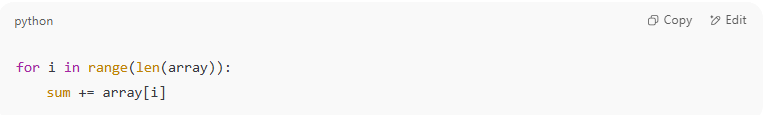 python Copy Edit
for i in range(len(array)):
    sum += array[i]